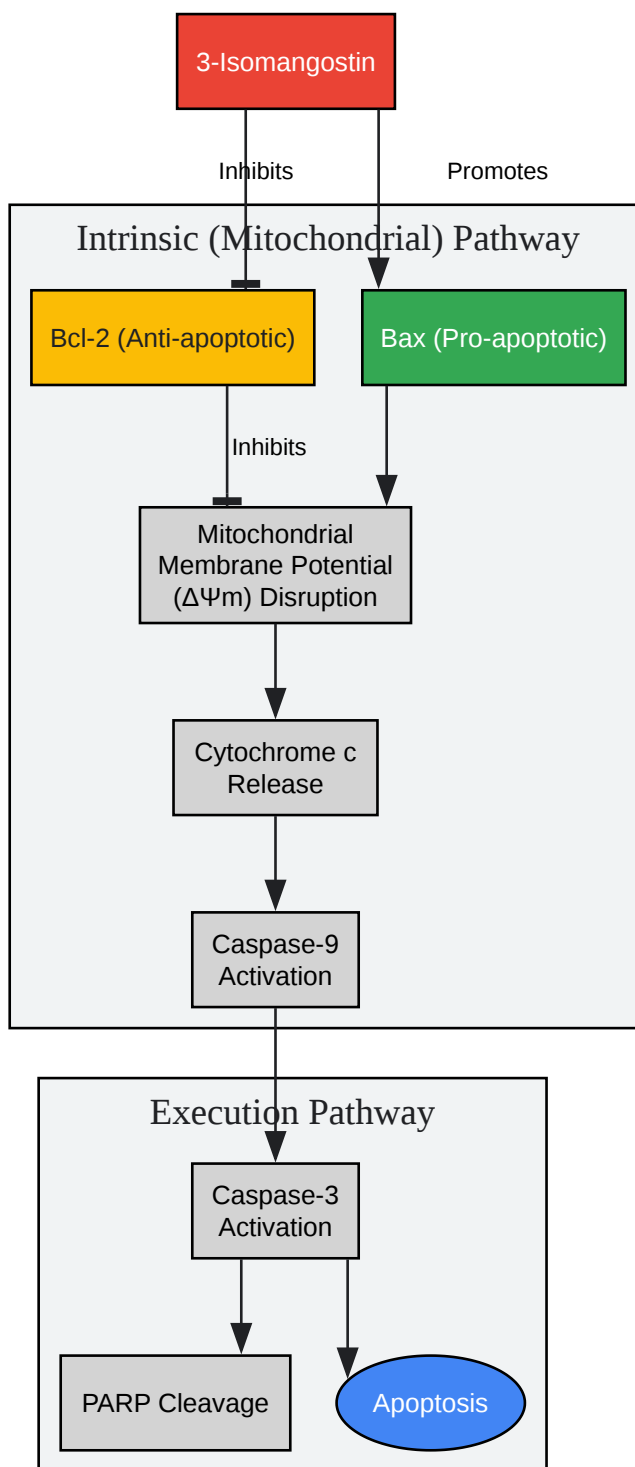 3-Isomangostin
Inhibits
Promotes
Intrinsic (Mitochondrial) Pathway
Bcl-2 (Anti-apoptotic)
Bax (Pro-apoptotic)
Inhibits
Mitochondrial
Membrane Potential
(ΔΨm) Disruption
Cytochrome c
Release
Caspase-9
Activation
Execution Pathway
Caspase-3
Activation
PARP Cleavage
Apoptosis